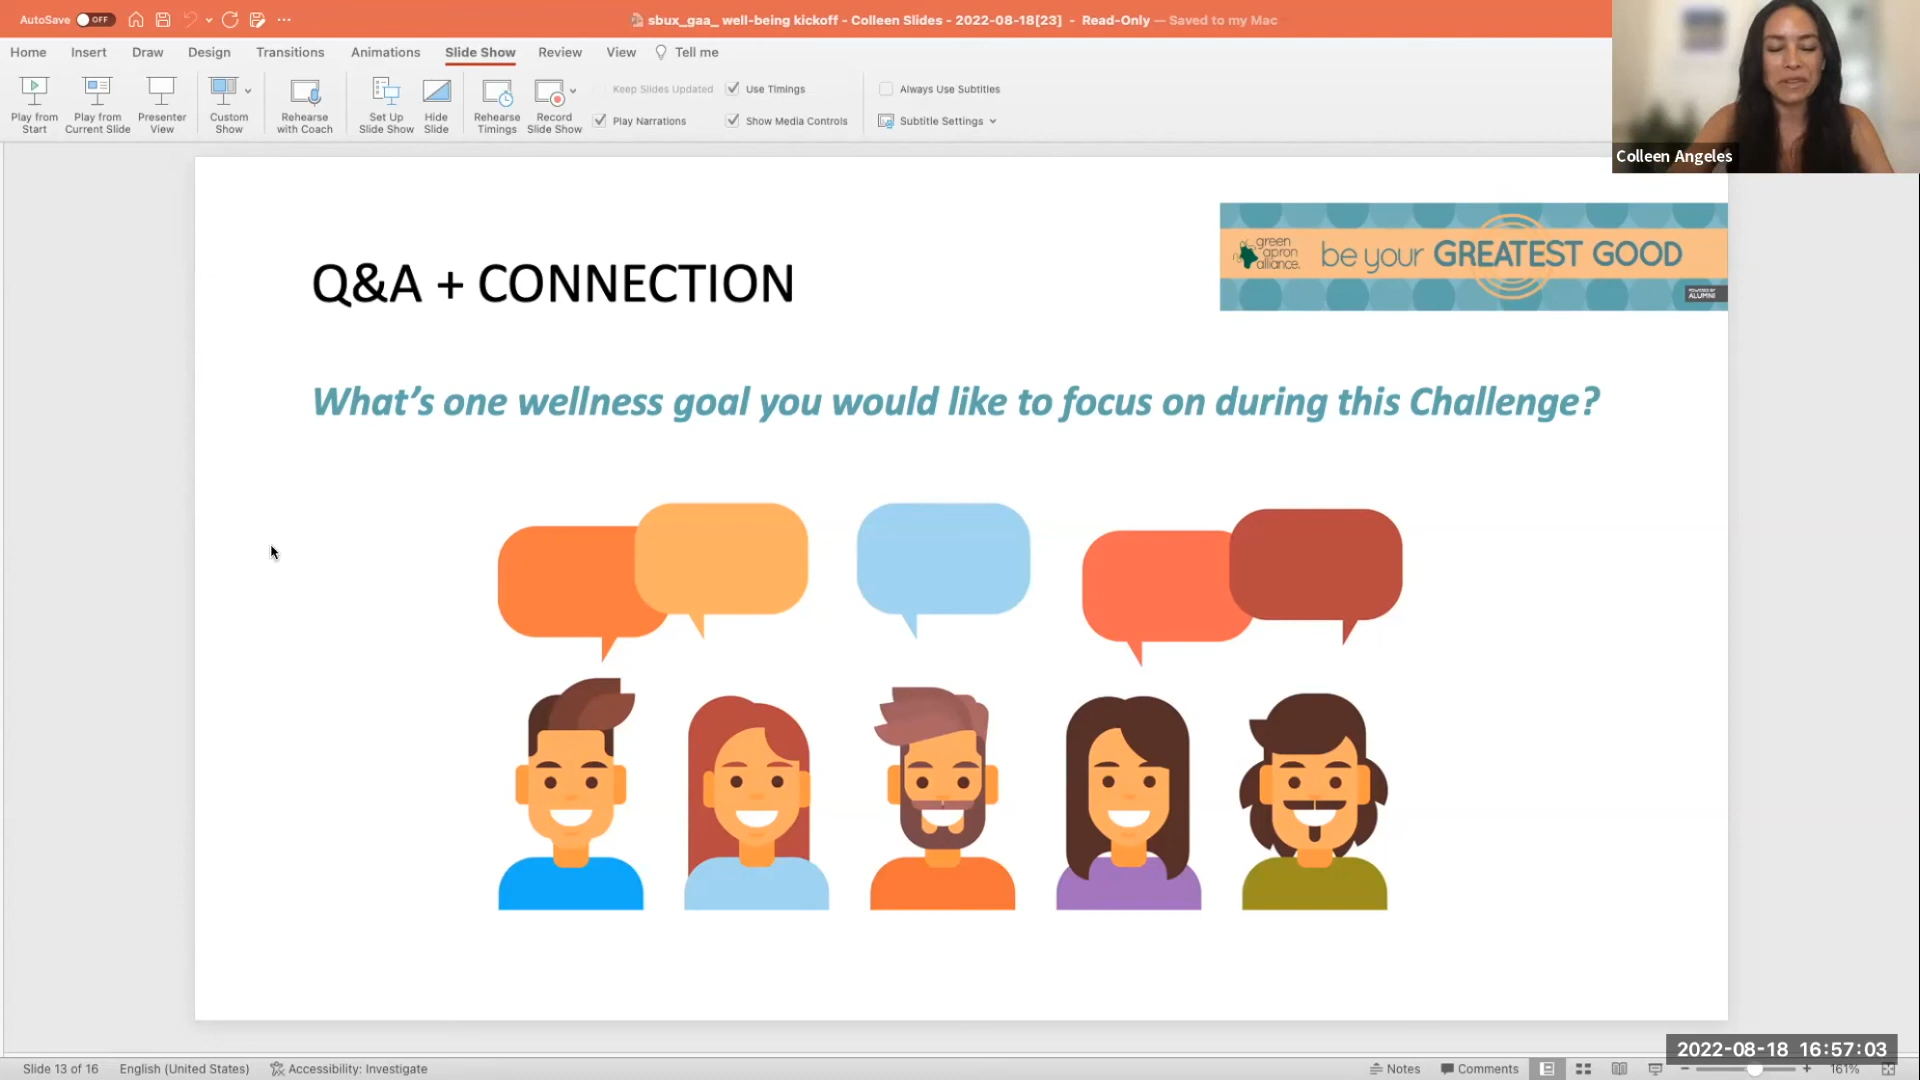 AutoSave OFF
sbux_gaa_ well-being kickoff - Colleen Slides - 2022-08-18[23] - Read-Only — Saved to my Mac
Home Insert Draw Design Transitions Animations Slide Show Review View Tell me
Play from Start
Play from Current Slide
Presenter View
Custom Show
Rehearse with Coach
Set Up Slide Show
Hide Slide
Rehearse Timings
Record Slide Show
Keep Slides Updated
Use Timings
Play Narrations
Show Media Controls
Always Use Subtitles
Subtitle Settings
Colleen Angeles
green
apron
alliance.
be your GREATEST GOOD
POWERED BY
ALUMNI
Q&A + CONNECTION
What's one wellness goal you would like to focus on during this Challenge?
2022-08-18 16:57:03
Slide 13 of 16 English (United States) Accessibility: Investigate Notes Comments 161%